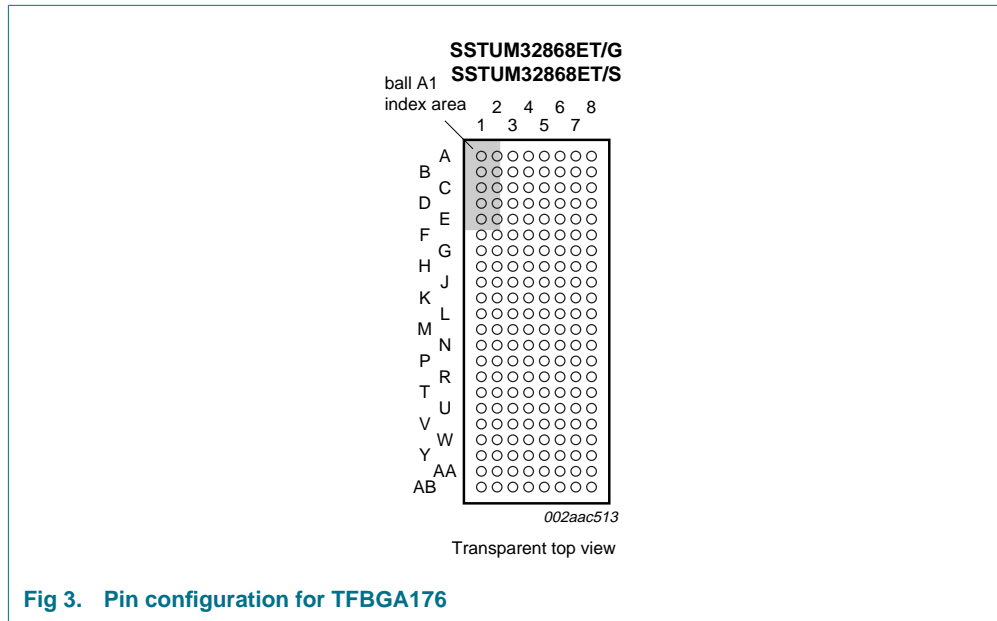 SSTUM32868ET/G
SSTUM32868ET/S
ball A1
index area
2 4 6 8
1 3 5 7
A
B
C
D
E
F
G
H
J
K
L
M
N
P
R
T
U
V
W
Y
AA
AB
002aac513
Transparent top view
Fig 3. Pin configuration for TFBGA176